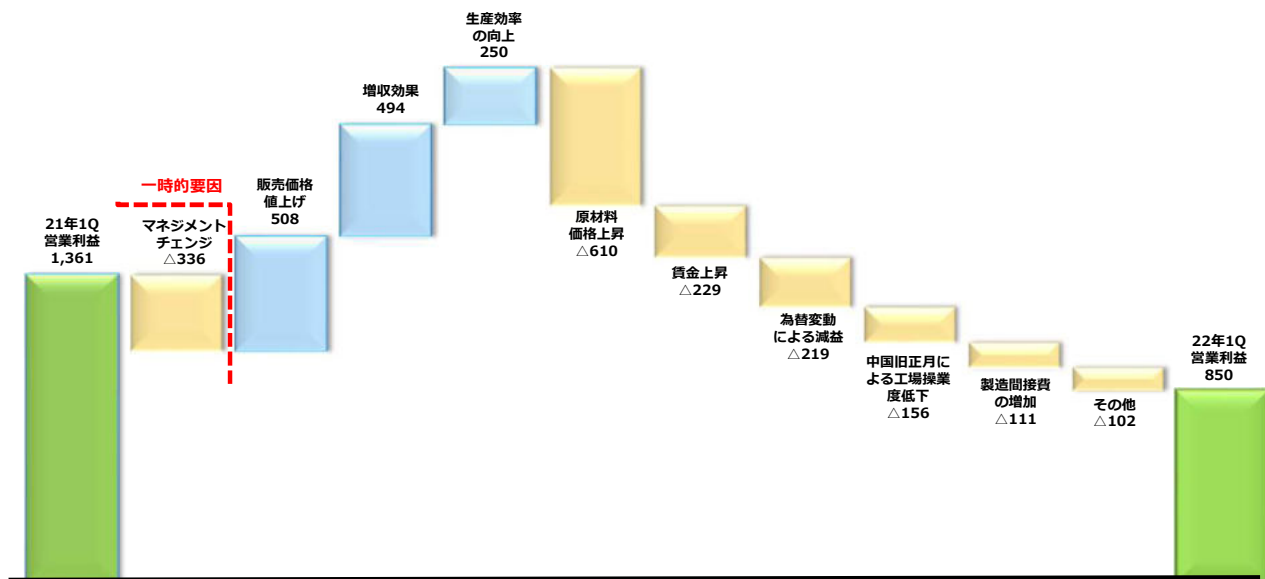 21年1Q
営業利益
1,361
一時的要因
マネジメント
チェンジ
△336
販売価格
値上げ
508
増収効果
494
生産効率
の向上
250
原材料
価格上昇
△610
賃金上昇
△229
為替変動
による減益
△219
中国旧正月に
よる工場操業
度低下
△156
製造間接費
の増加
△111
その他
△102
22年1Q
営業利益
850